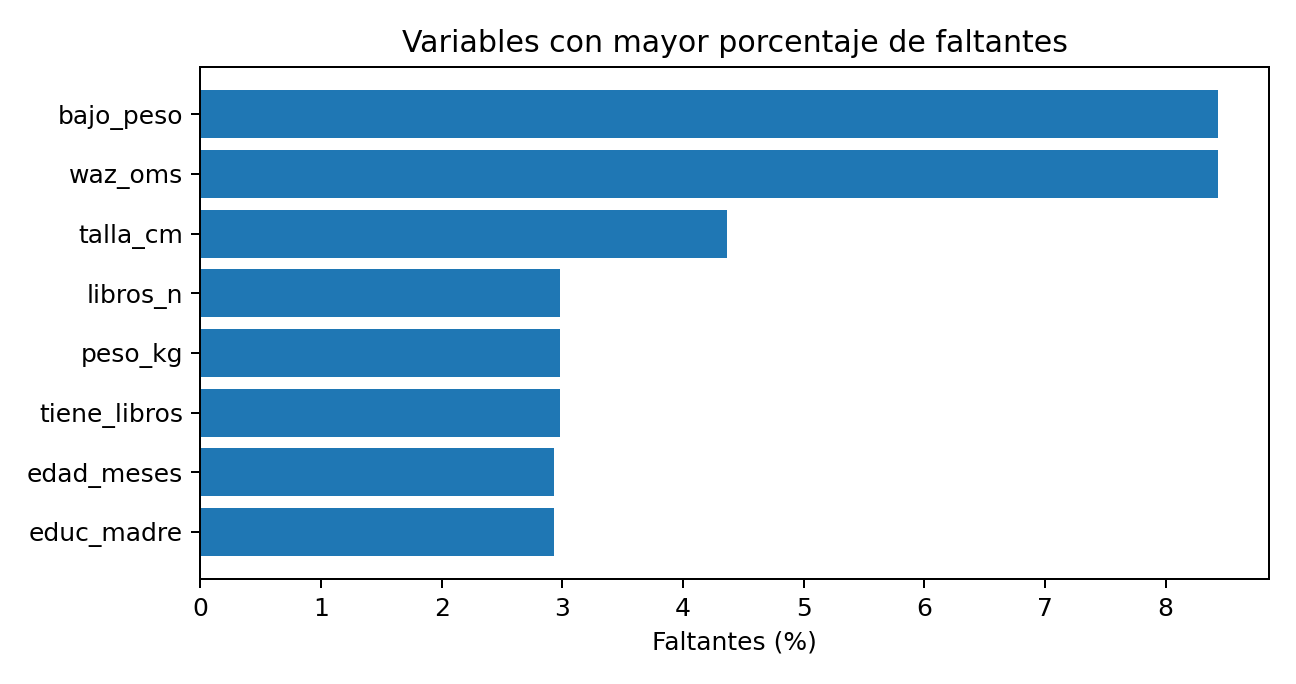 Variables con mayor porcentaje de faltantes
bajo_peso
waz_oms
talla_cm
libros_n
peso_kg
tiene_libros
edad_meses
educ_madre
0 1 2 3 4 5 6 7 8
Faltantes (%)